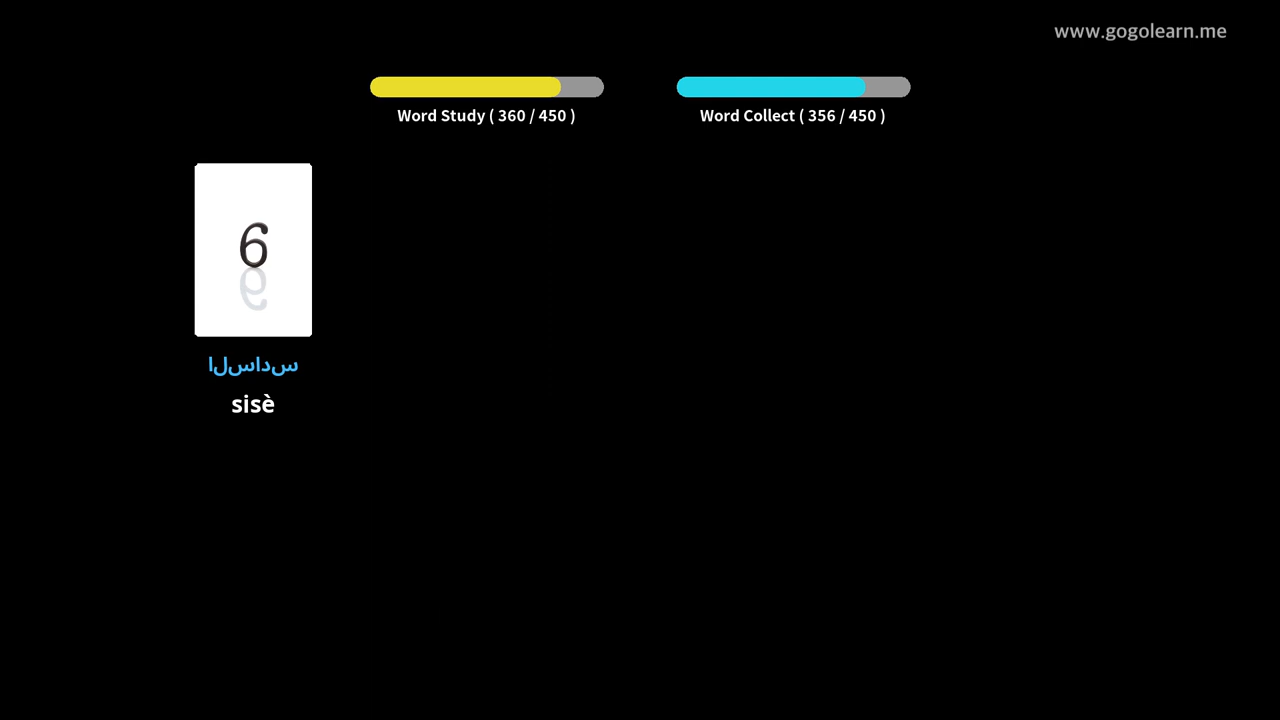 www.gogolearn.me
Word Study ( 360 / 450 )
Word Collect ( 356 / 450 )
6
السادس
sisè